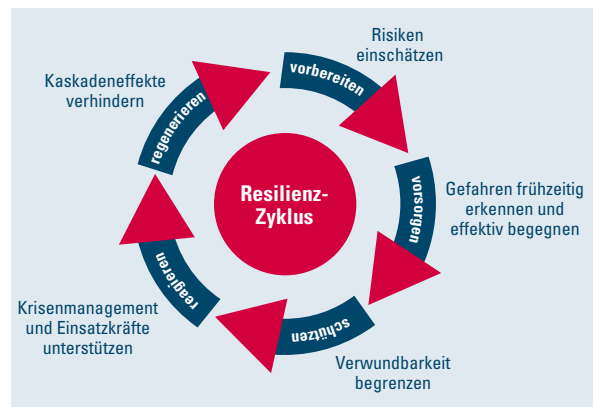 Resilienz-
Zyklus
vorbereiten
Risiken
einschätzen
vorsorgen
Gefahren frühzeitig
erkennen und
effektiv begegnen
schützen
Verwundbarkeit
begrenzen
reagieren
Krisenmanagement
und Einsatzkräfte
unterstützen
regenerieren
Kaskadeneffekte
verhindern